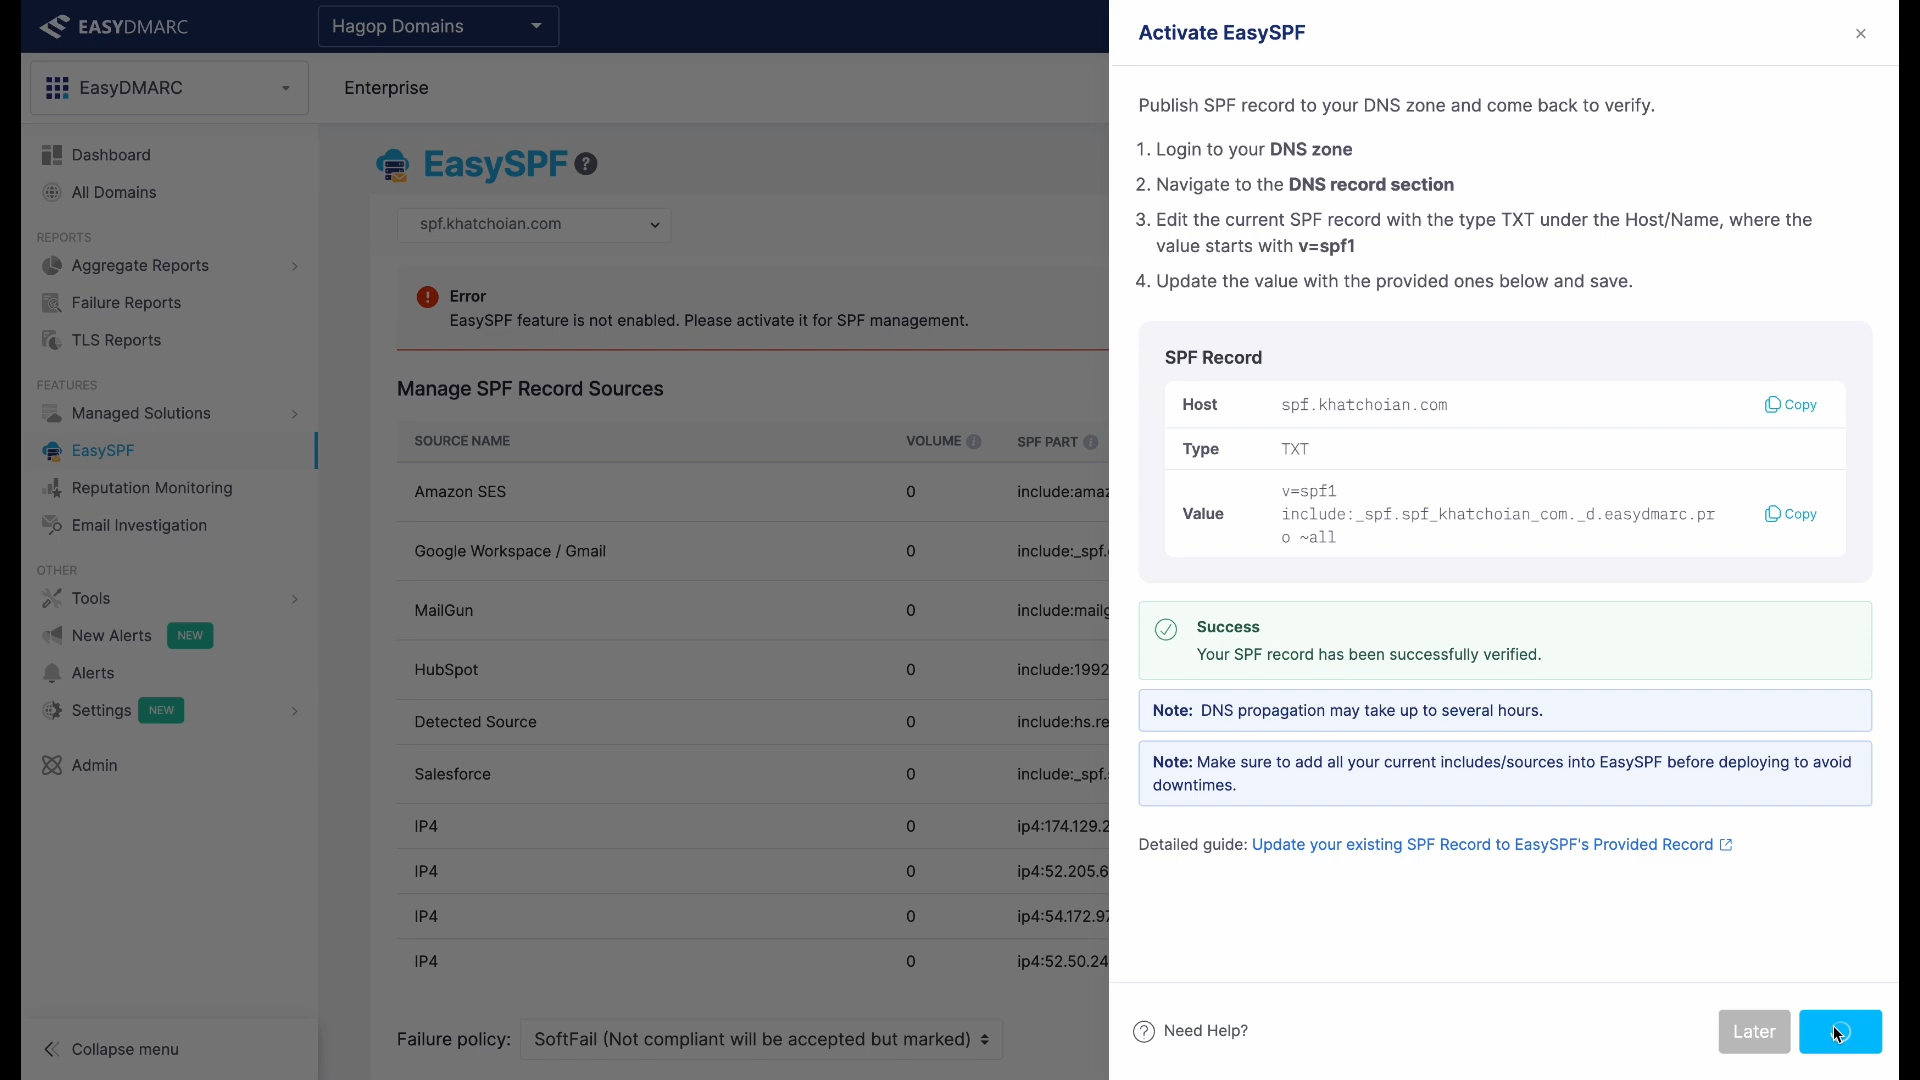 EASYDMARC
Hagop Domains
EasyDMARC
Enterprise
Dashboard
All Domains
REPORTS
Aggregate Reports
Failure Reports
TLS Reports
FEATURES
Managed Solutions
EasySPF
Reputation Monitoring
Email Investigation
OTHER
Tools
New Alerts NEW
Alerts
Settings NEW
Admin
Collapse menu
EasySPF ?
spf.khatchoian.com
Error
EasySPF feature is not enabled. Please activate it for SPF management.
Manage SPF Record Sources
SOURCE NAME VOLUME SPF PART
Amazon SES 0 include:amaz
Google Workspace / Gmail 0 include:_spf.
MailGun 0 include:mailg
HubSpot 0 include:1992
Detected Source 0 include:hs.re
Salesforce 0 include:_spf.
IP4 0 ip4:174.129.2
IP4 0 ip4:52.205.6
IP4 0 ip4:54.172.97
IP4 0 ip4:52.50.24
Failure policy: SoftFail (Not compliant will be accepted but marked)
Activate EasySPF
Publish SPF record to your DNS zone and come back to verify.
1. Login to your DNS zone
2. Navigate to the DNS record section
3. Edit the current SPF record with the type TXT under the Host/Name, where the
value starts with v=spf1
4. Update the value with the provided ones below and save.
SPF Record
Host spf.khatchoian.com Copy
Type TXT
Value v=spf1
include:_spf.spf_khatchoian_com._d.easydmarc.pr
o ~all
Copy
Success
Your SPF record has been successfully verified.
Note: DNS propagation may take up to several hours.
Note: Make sure to add all your current includes/sources into EasySPF before deploying to avoid
downtimes.
Detailed guide: Update your existing SPF Record to EasySPF's Provided Record
? Need Help?
Later